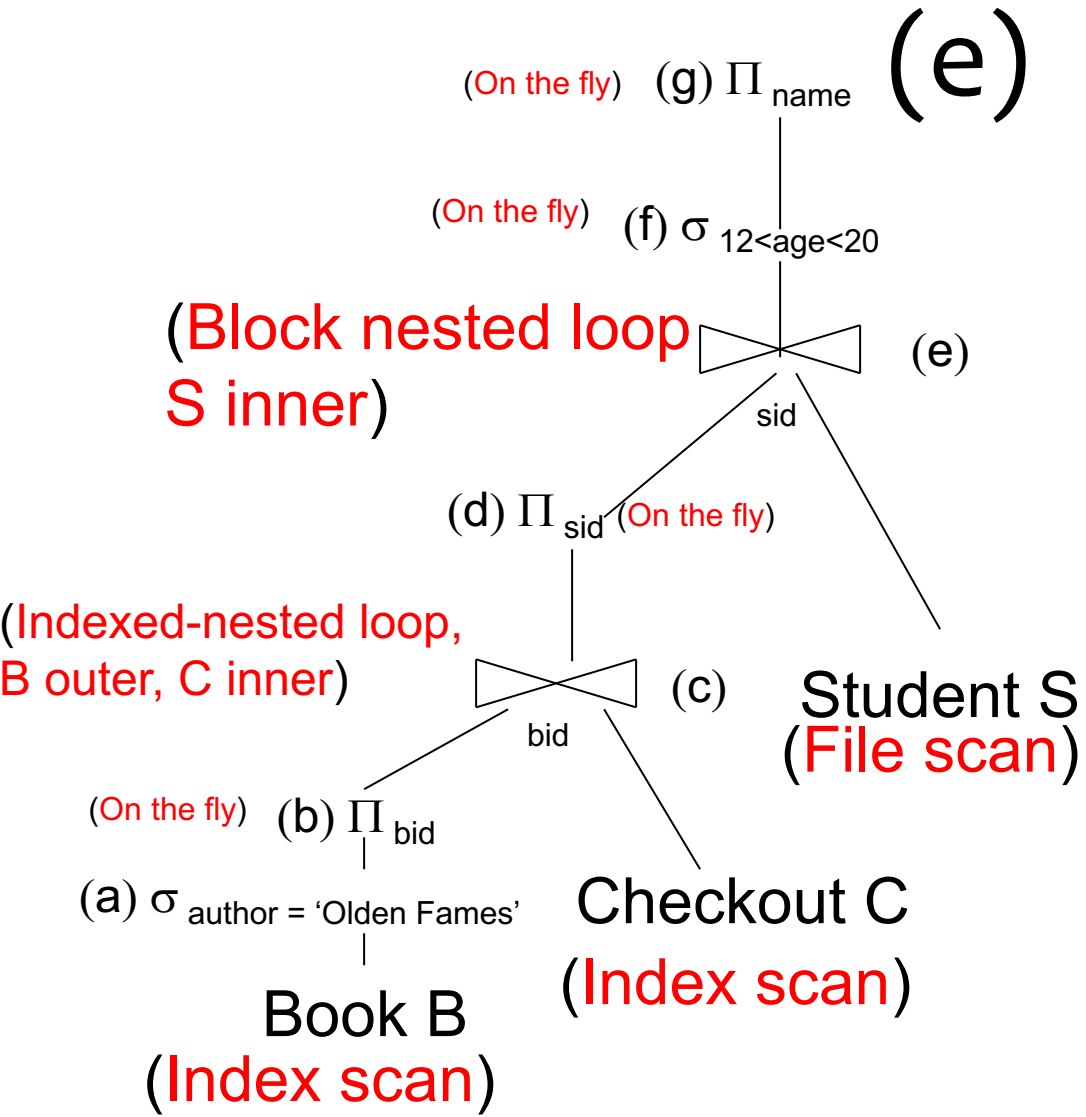 (e)
(On the fly) (g) Π name
(On the fly) (f) σ 12<age<20
(Block nested loop
S inner)
(e)
sid
(d) Π sid (On the fly)
(Indexed-nested loop,
B outer, C inner)
(c)
bid
Student S
(File scan)
(On the fly) (b) Π bid
(a) σ author = ‘Olden Fames’
Checkout C
(Index scan)
Book B
(Index scan)